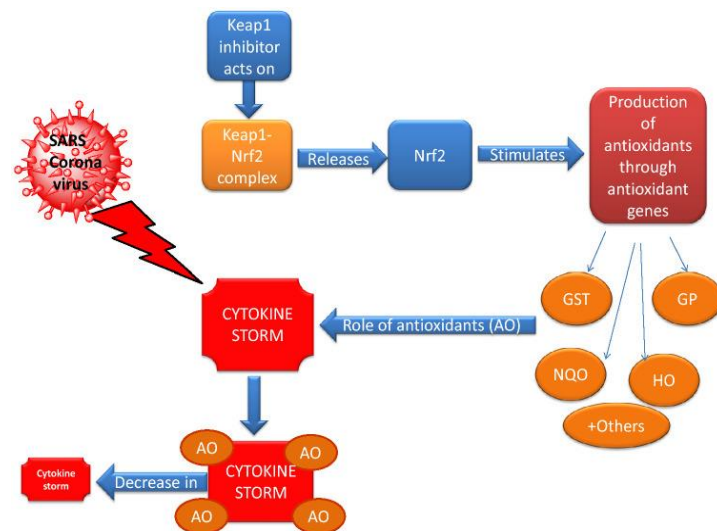 Keap1
inhibitor
acts on
SARS
Corona
virus
Keap1-
Nrf2
complex
Releases
Nrf2
Stimulates
Production
of
antioxidants
through
antioxidant
genes
GST
GP
NQO
HO
+Others
Role of antioxidants (AO)
CYTOKINE
STORM
AO
AO
CYTOKINE
STORM
AO
AO
Decrease in
Cytokine
storm